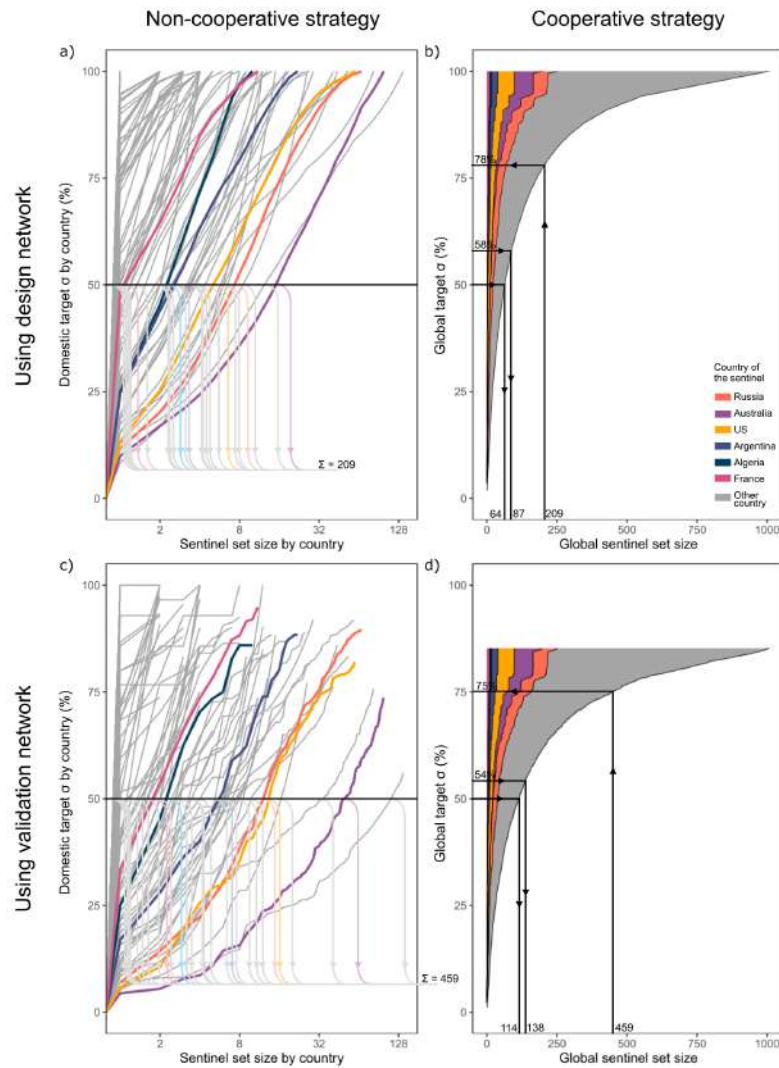 Non-cooperative strategy
Cooperative strategy
Using design network
a)
Domestic target σ by country (%)
100
75
50
25
0
Σ = 209
2
8
32
128
Sentinel set size by country
b)
Global target σ (%)
100
75
50
25
0
78%
58%
64
87
209
Country of
the sentinel
Russia
Australia
US
Argentina
Algeria
France
Other
country
0
250
500
750
1000
Global sentinel set size
Using validation network
c)
Domestic target σ by country (%)
100
75
50
25
0
Σ = 459
2
8
32
128
Sentinel set size by country
d)
Global target σ (%)
100
75
50
25
0
75%
54%
114
138
459
0
250
500
750
1000
Global sentinel set size